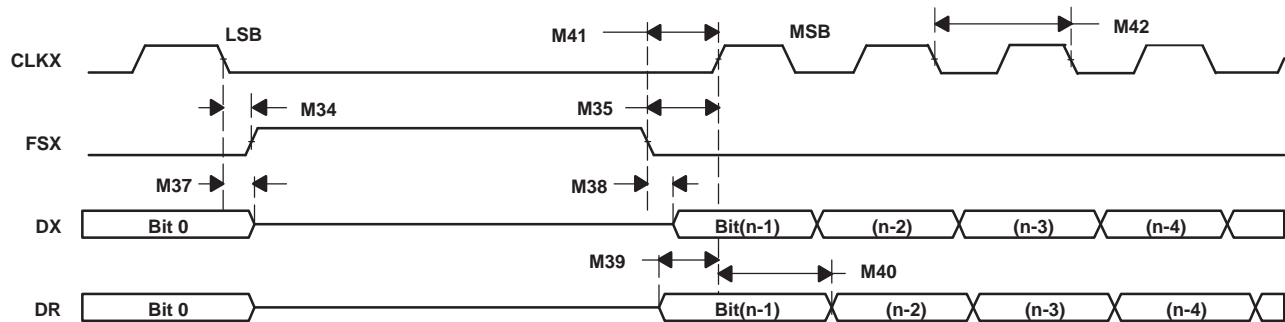 LSB M41 MSB M42
CLKX
M34 M35
FSX
M37 M38
DX Bit 0 Bit(n-1) (n-2) (n-3) (n-4)
M39 M40
DR Bit 0 Bit(n-1) (n-2) (n-3) (n-4)